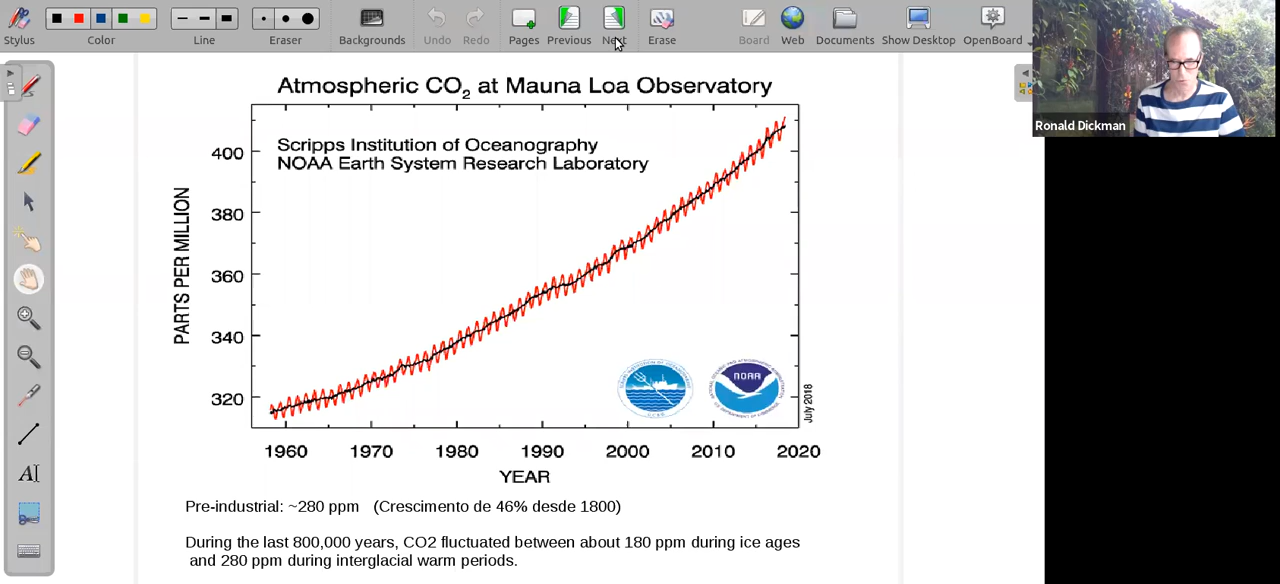 Stylus
Color
Line
Eraser
Backgrounds
Undo
Redo
Pages
Previous
Next
Erase
Board
Web
Documents
Show Desktop
OpenBoard
Ronald Dickman
Atmospheric CO2 at Mauna Loa Observatory
Scripps Institution of Oceanography
NOAA Earth System Research Laboratory
PARTS PER MILLION
400
380
360
340
320
NOAA
July 2018
1960
1970
1980
1990
2000
2010
2020
YEAR
Pre-industrial: ~280 ppm (Crescimento de 46% desde 1800)
During the last 800,000 years, CO2 fluctuated between about 180 ppm during ice ages
and 280 ppm during interglacial warm periods.